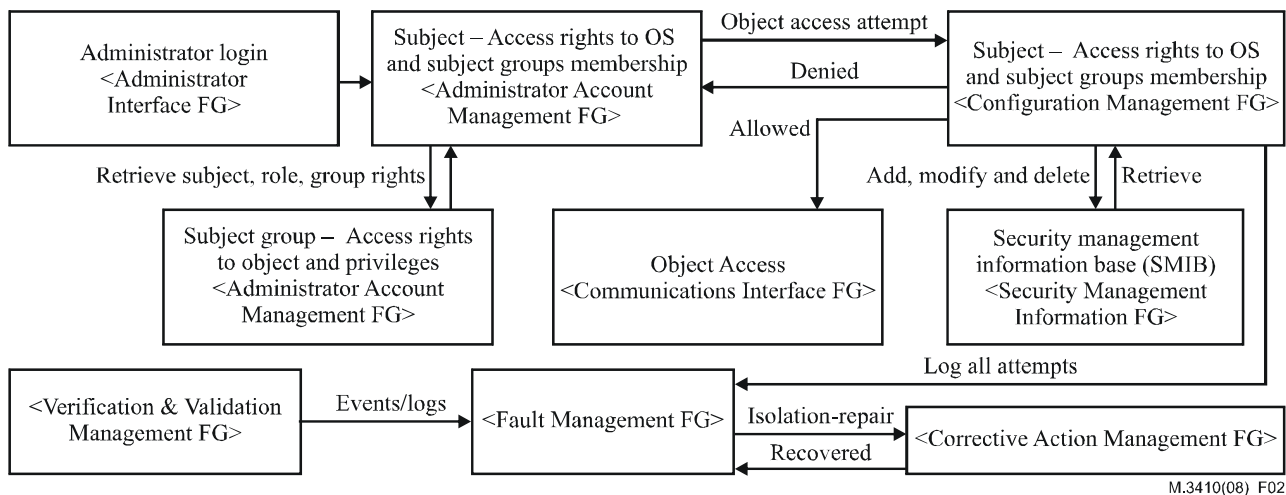 Administrator login
<Administrator
Interface FG>
Subject – Access rights to OS
and subject groups membership
<Administrator Account
Management FG>
Object access attempt
Denied
Allowed
Subject – Access rights to OS
and subject groups membership
<Configuration Management FG>
Retrieve subject, role, group rights
Add, modify and delete
Retrieve
Subject group – Access rights
to object and privileges
<Administrator Account
Management FG>
Object Access
<Communications Interface FG>
Security management
information base (SMIB)
<Security Management
Information FG>
Log all attempts
<Verification & Validation
Management FG>
Events/logs
<Fault Management FG>
Isolation-repair
Recovered
<Corrective Action Management FG>
M.3410(08)_F02